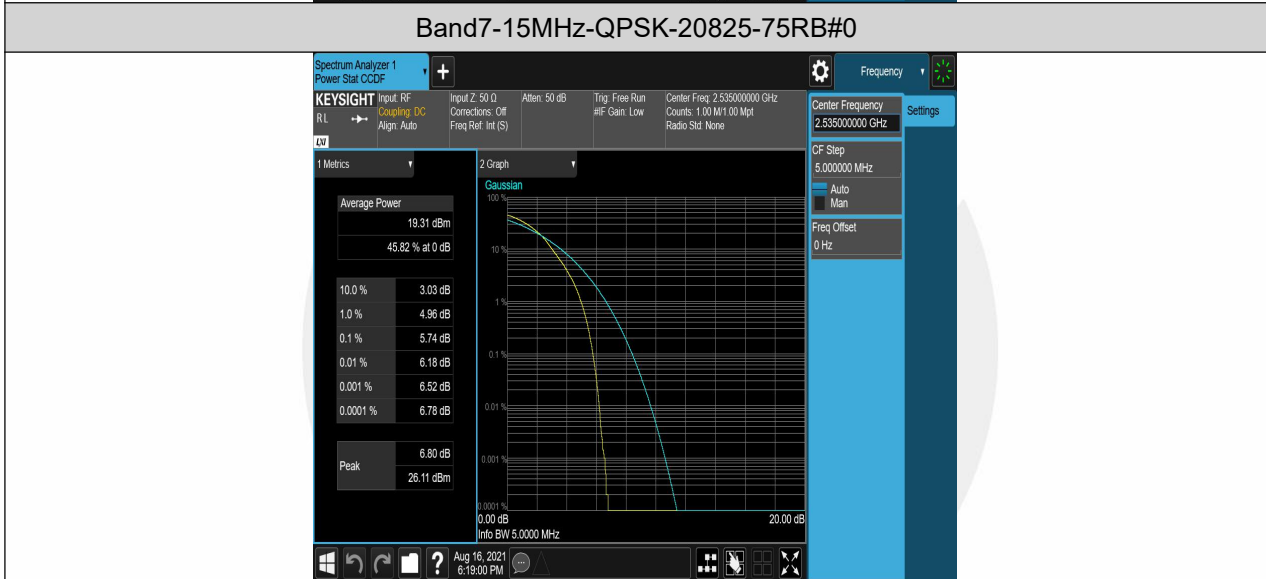 Band7-15MHz-QPSK-20825-75RB#0
Spectrum Analyzer 1
Power Stat CCDF
+
Frequency
KEYSIGHT
R L
LXI
Input: RF
Coupling: DC
Align: Auto
Input Z: 50 Ω
Corrections: Off
Freq Ref: Int (S)
Atten: 50 dB
Trig: Free Run
#IF Gain: Low
Center Freq: 2.535000000 GHz
Counts: 1.00 M/1.00 Mpt
Radio Std: None
Center Frequency
2.535000000 GHz
Settings
CF Step
5.000000 MHz
Auto
Man
Freq Offset
0 Hz
1 Metrics
Average Power
19.31 dBm
45.82 % at 0 dB
10.0 % 3.03 dB
1.0 % 4.96 dB
0.1 % 5.74 dB
0.01 % 6.18 dB
0.001 % 6.52 dB
0.0001 % 6.78 dB
Peak
6.80 dB
26.11 dBm
2 Graph
Gaussian
100 %
10 %
1 %
0.1 %
0.01 %
0.001 %
0.0001 %
0.00 dB 20.00 dB
Info BW 5.0000 MHz
?
Aug 16, 2021
6:19:00 PM